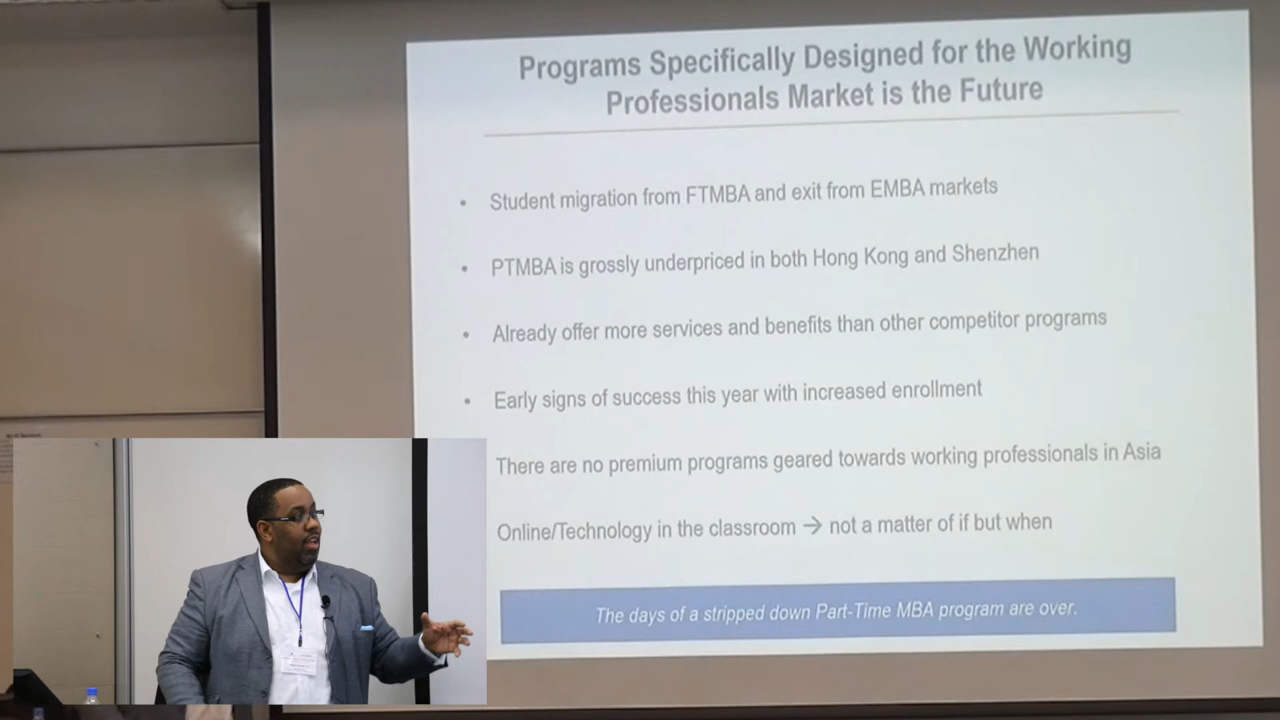 Programs Specifically Designed for the Working
Professionals Market is the Future
• Student migration from FTMBA and exit from EMBA markets
• PTMBA is grossly underpriced in both Hong Kong and Shenzhen
• Already offer more services and benefits than other competitor programs
• Early signs of success this year with increased enrollment
There are no premium programs geared towards working professionals in Asia
Online/Technology in the classroom → not a matter of if but when
The days of a stripped down Part-Time MBA program are over.